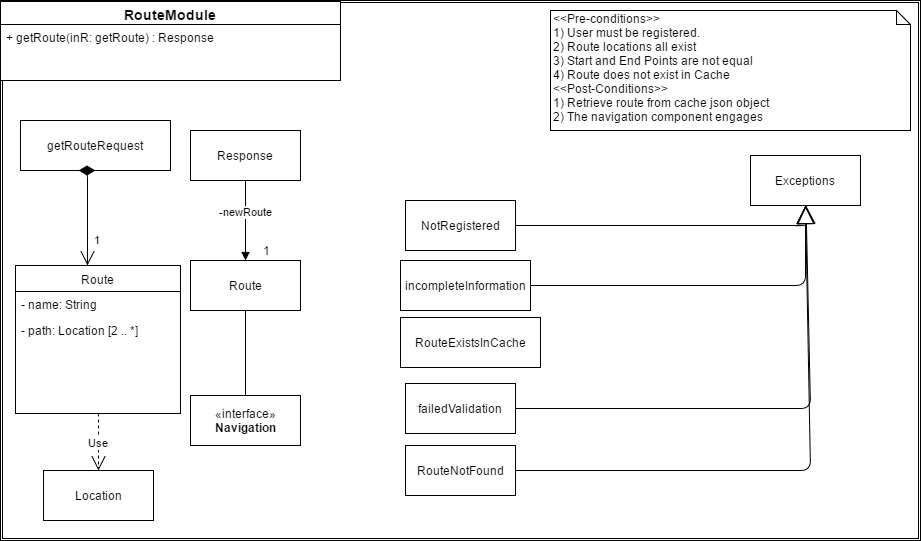 RouteModule
+ getRoute(inR: getRoute) : Response
<<Pre-conditions>>
1) User must be registered.
2) Route locations all exist
3) Start and End Points are not equal
4) Route does not exist in Cache
<<Post-Conditions>>
1) Retrieve route from cache json object
2) The navigation component engages
getRouteRequest
1
Route
- name: String
- path: Location [2 .. *]
Use
Location
Response
-newRoute
1
Route
«interface»
Navigation
Exceptions
NotRegistered
incompleteInformation
RouteExistsInCache
failedValidation
RouteNotFound